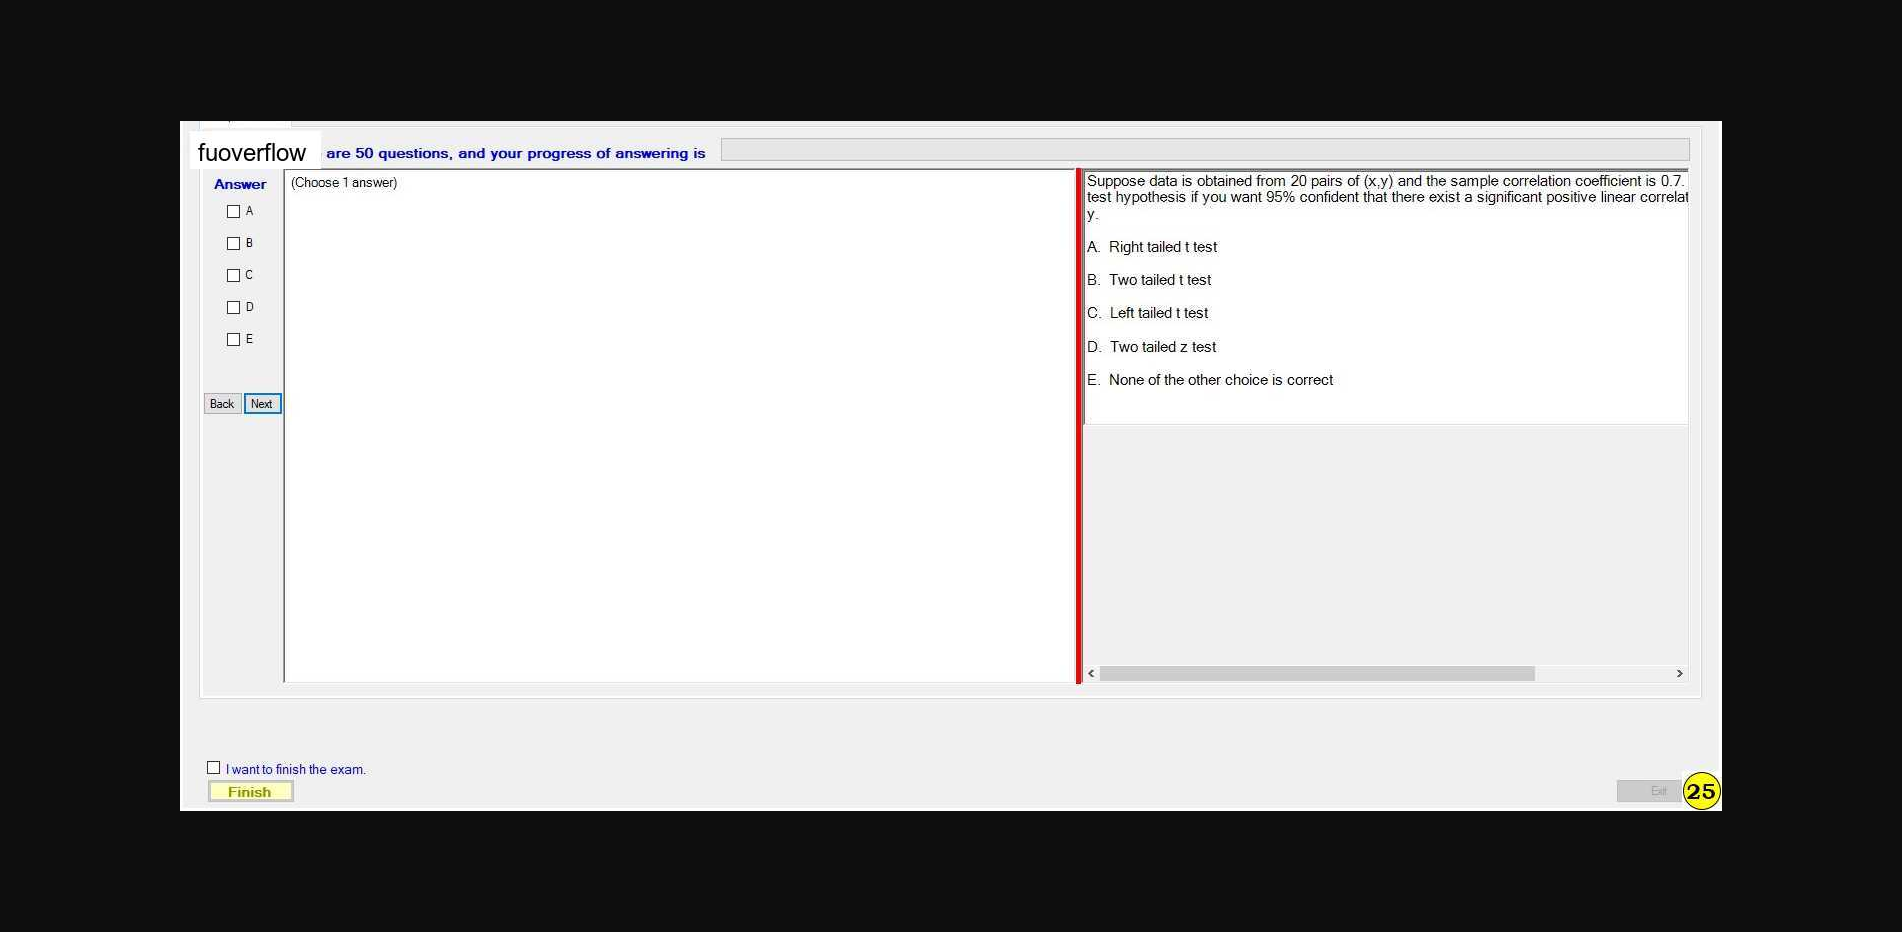 fuoverflow are 50 questions, and your progress of answering is
Answer
(Choose 1 answer)
A
B
C
D
E
Back Next
Suppose data is obtained from 20 pairs of (x,y) and the sample correlation coefficient is 0.7.
test hypothesis if you want 95% confident that there exist a significant positive linear correlat
y.
A. Right tailed t test
B. Two tailed t test
C. Left tailed t test
D. Two tailed z test
E. None of the other choice is correct
I want to finish the exam.
Finish
Exit
25